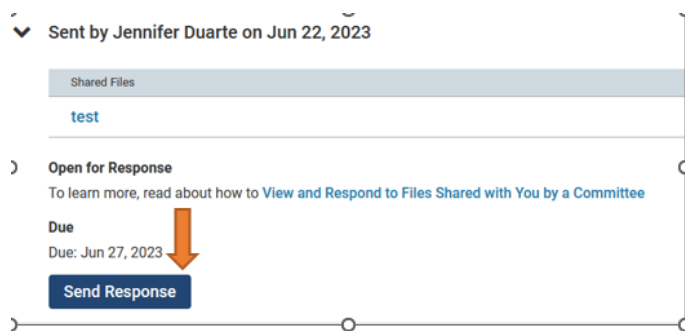 Sent by Jennifer Duarte on Jun 22, 2023
Shared Files
test
Open for Response
To learn more, read about how to View and Respond to Files Shared with You by a Committee
Due
Due: Jun 27, 2023
Send Response